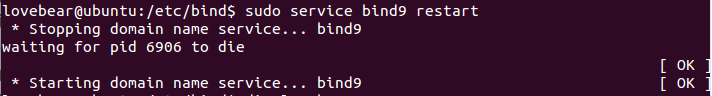 lovebear@ubuntu:/etc/bind$ sudo service bind9 restart
 * Stopping domain name service... bind9
waiting for pid 6906 to die
[ OK ]
 * Starting domain name service... bind9 [ OK ]